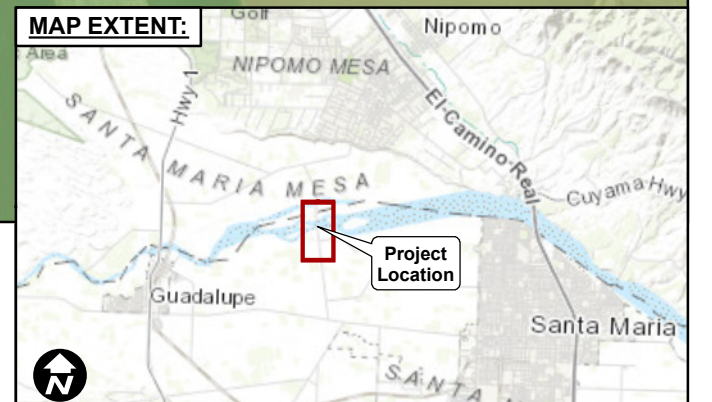 MAP EXTENT:
Golf
Area
Nipomo
NIPOMO MESA
Hwy 1
El Camino Real
SANTA MARIA MESA
Cuyama Hwy
Project
Location
Guadalupe
Santa Maria
SANTA
N